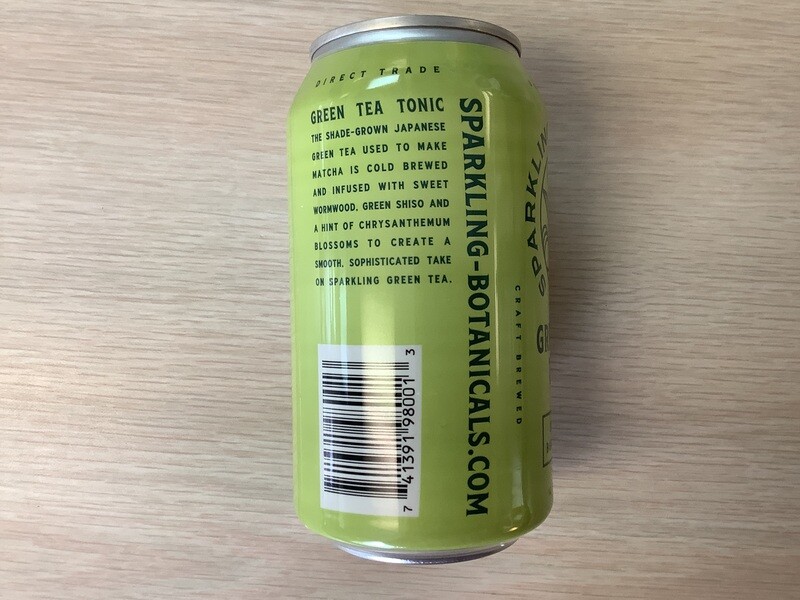 DIRECT TRADE
GREEN TEA TONIC
THE SHADE-GROWN JAPANESE
GREEN TEA USED TO MAKE
MATCHA IS COLD BREWED
AND INFUSED WITH SWEET
WORMWOOD, GREEN SHISO AND
A HINT OF CHRYSANTHEMUM
BLOSSOMS TO CREATE A
SMOOTH, SOPHISTICATED TAKE
ON SPARKLING GREEN TEA.
7 41391 98001 3
SPARKLING-BOTANICALS.COM
CRAFT BREWED
SPARKLING